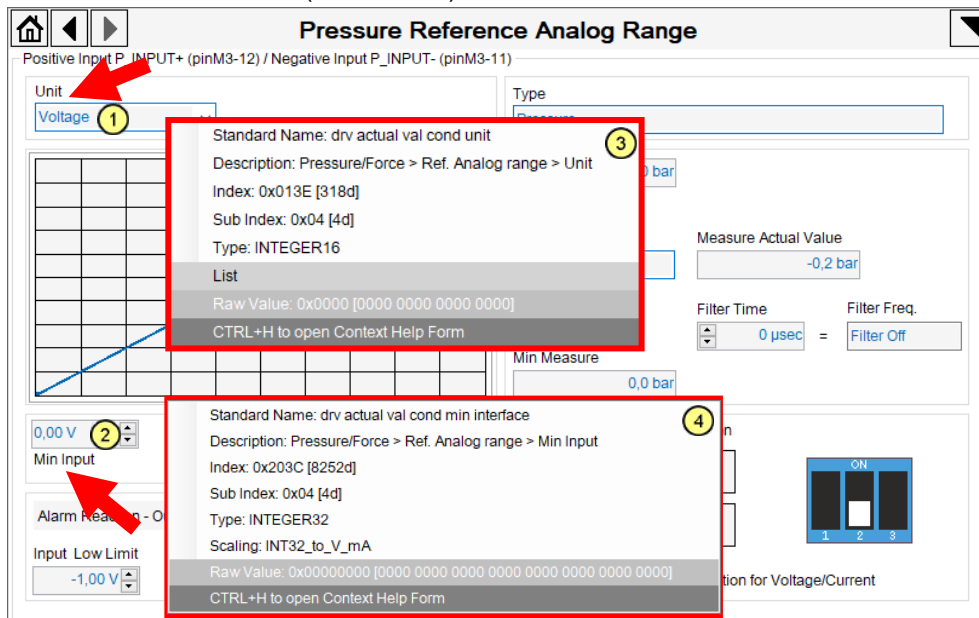 Pressure Reference Analog Range
Positive Input P_INPUT+ (pinM3-12) / Negative Input P_INPUT- (pinM3-11)
Unit
Voltage
1
Type
Standard Name: drv actual val cond unit
Description: Pressure/Force > Ref. Analog range > Unit
Index: 0x013E [318d]
Sub Index: 0x04 [4d]
Type: INTEGER16
List
Raw Value: 0x0000 [0000 0000 0000 0000]
CTRL+H to open Context Help Form
3
0 bar
Measure Actual Value
-0,2 bar
Filter Time
Filter Freq.
0 µsec = Filter Off
Min Measure
0,0 bar
0,00 V
2
Min Input
Standard Name: drv actual val cond min interface
Description: Pressure/Force > Ref. Analog range > Min Input
Index: 0x203C [8252d]
Sub Index: 0x04 [4d]
Type: INTEGER32
Scaling: INT32_to_V_mA
Raw Value: 0x00000000 [0000 0000 0000 0000 0000 0000 0000 0000]
CTRL+H to open Context Help Form
4
n
ON
1 2 3
Alarm - O
Input Low Limit
-1,00 V
tion for Voltage/Current